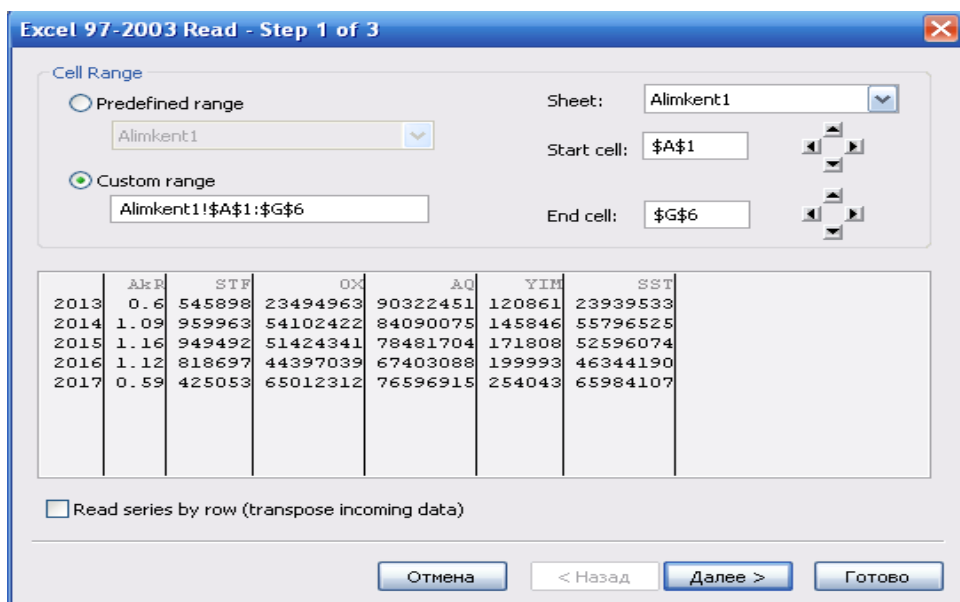 Excel 97-2003 Read - Step 1 of 3
Cell Range
Predefined range
Alimkent1
Custom range
Alimkent1!$A$1:$G$6
Sheet: Alimkent1
Start cell: $A$1
End cell: $G$6
AkR STF OX AQ YIM SST
2013 0.6 545898 23494963 90322451 120861 23939533
2014 1.09 959963 54102422 84090075 145846 55796525
2015 1.16 949492 51424341 78481704 171808 52596074
2016 1.12 818697 44397039 67403088 199993 46344190
2017 0.59 425053 65012312 76596915 254043 65984107
Read series by row (transpose incoming data)
Отмена
< Назад
Далее >
Готово